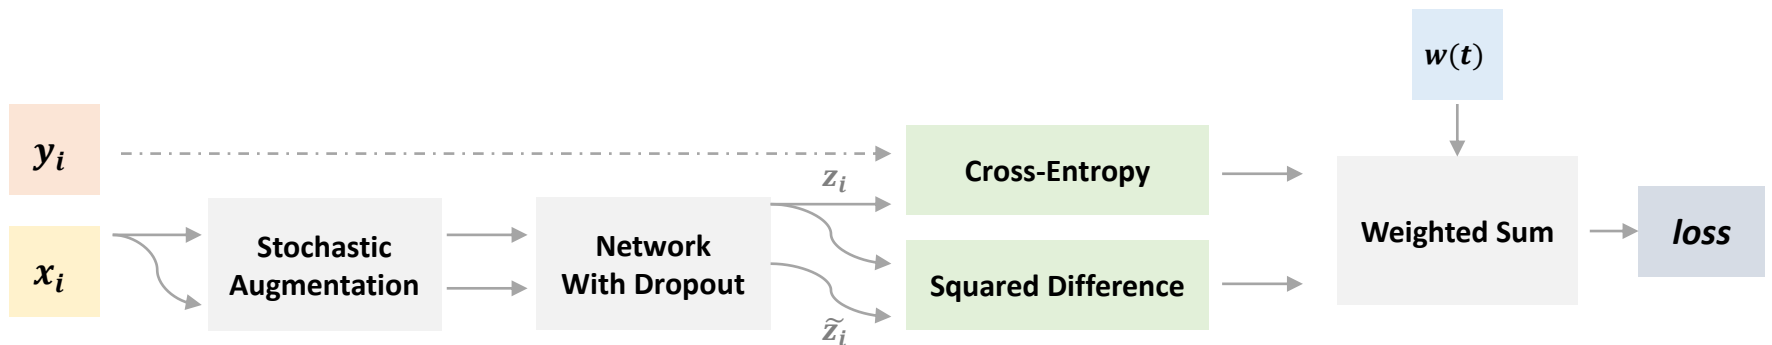 w(t)
y_i
z_i
Cross-Entropy
Stochastic
Augmentation
Network
With Dropout
Weighted Sum
loss
x_i
Squared Difference
z̃_i